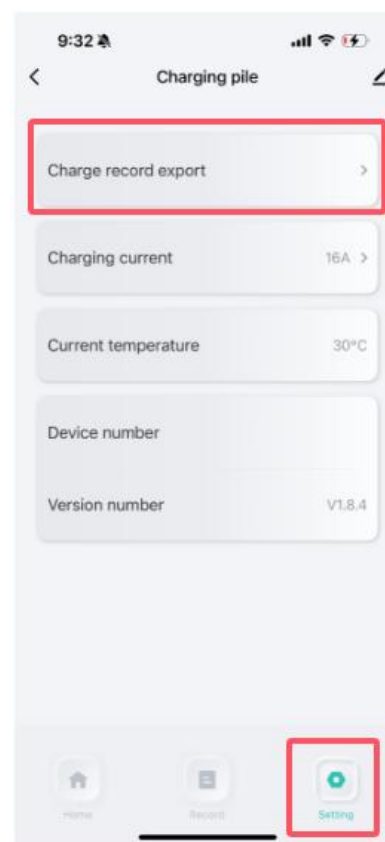 9:32
Charging pile
Charge record export
Charging current 16A
Current temperature 30°C
Device number
Version number V1.8.4
Home Record Setting